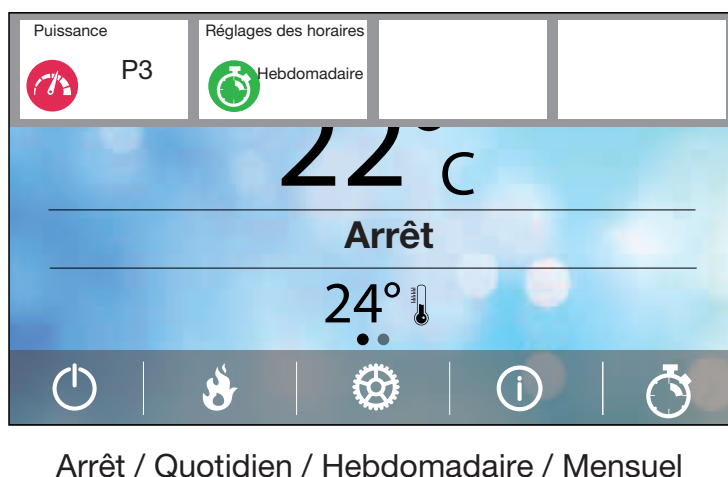 Puissance
P3
Réglages des horaires
Hebdomadaire
22°C
Arrêt
24°
Arrêt / Quotidien / Hebdomadaire / Mensuel